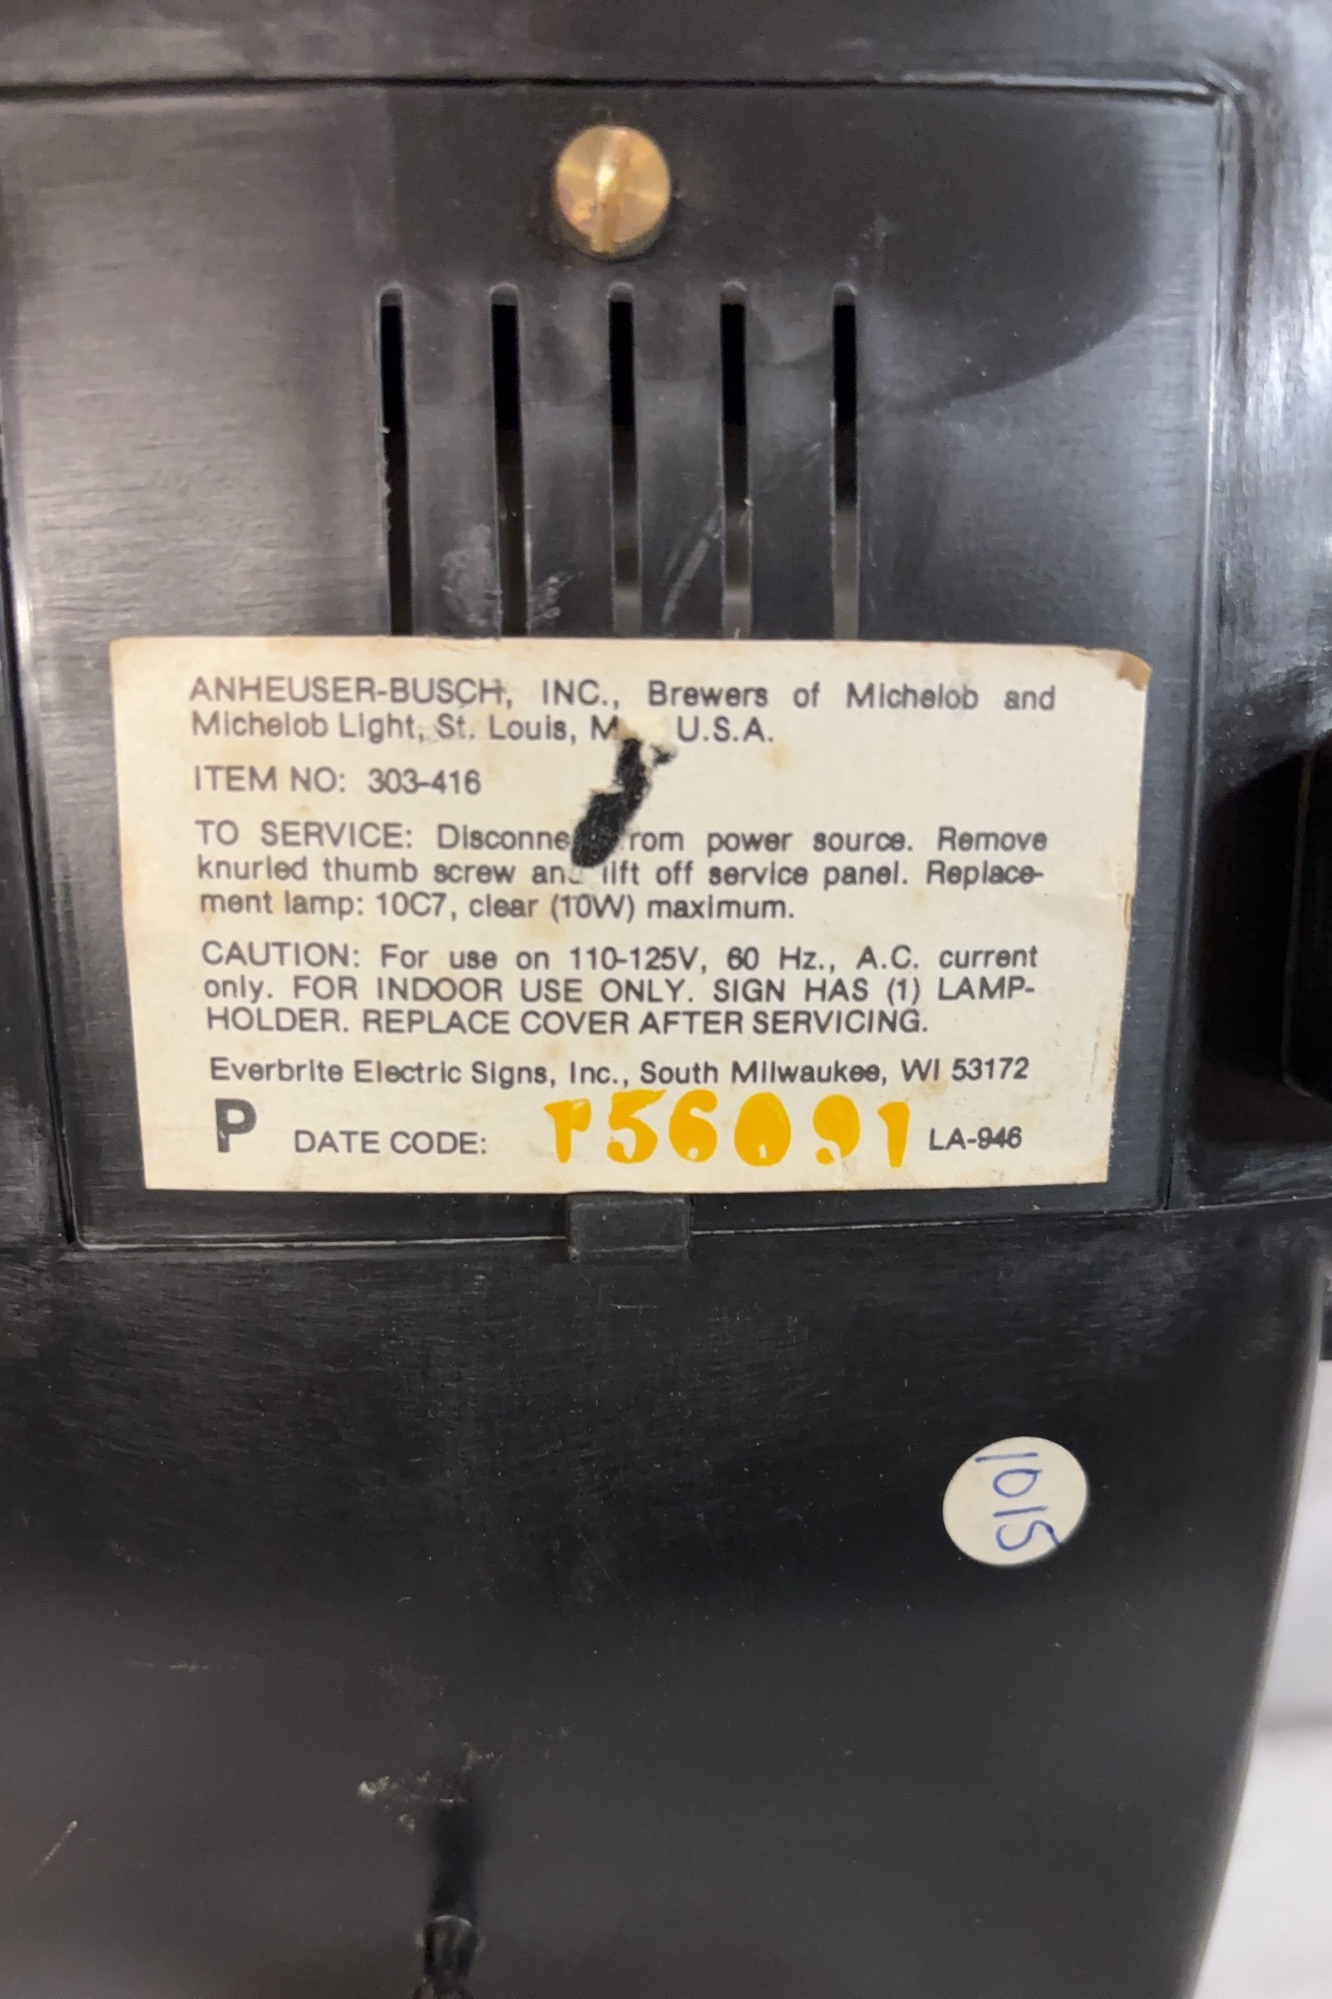 ANHEUSER-BUSCH, INC., Brewers of Michelob and
Michelob Light, St. Louis, U.S.A.
ITEM NO: 303-416
TO SERVICE: power source. Remove
knurled thumb screw lift off service panel. Replace-
ment lamp: 10C7, clear (10W) maximum.
CAUTION: For use on 110-125V, 60 Hz., A.C. current
only. FOR INDOOR USE ONLY. SIGN HAS (1) LAMP-
HOLDER. REPLACE COVER AFTER SERVICING.
Everbrite Electric Signs, Inc., South Milwaukee, WI 53172
P DATE CODE: LA-946
1015